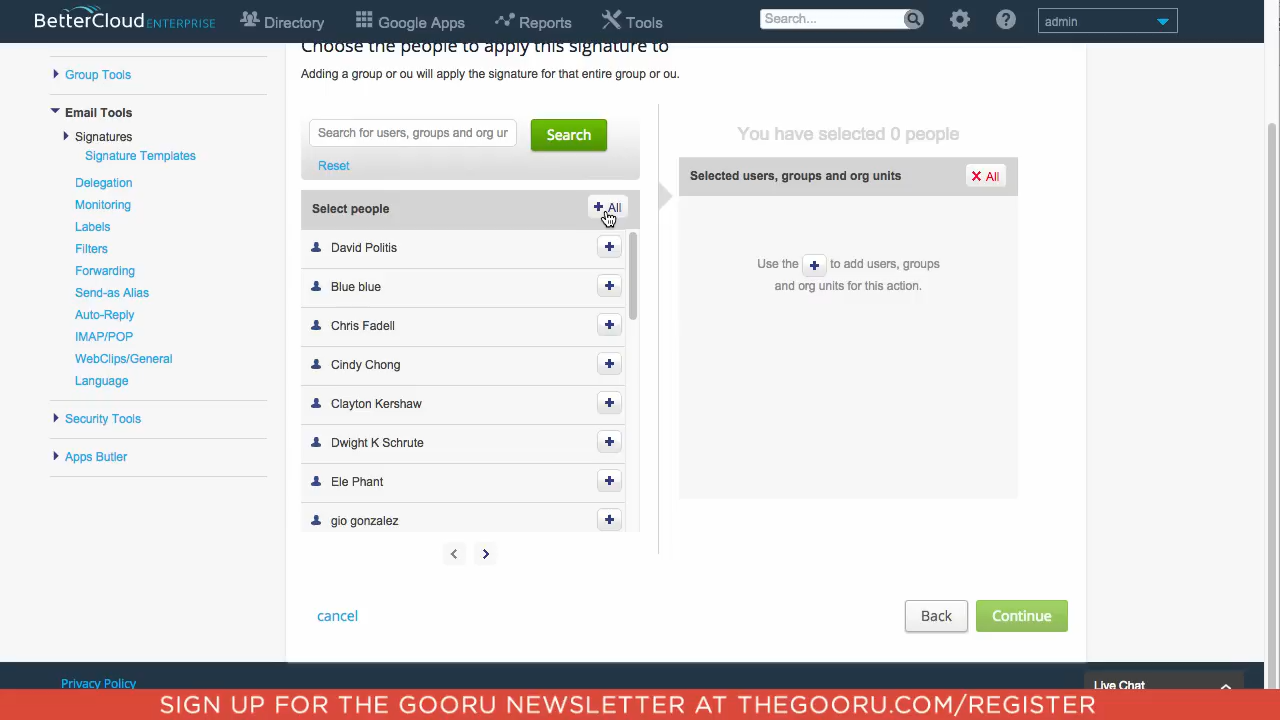 BetterCloud ENTERPRISE
Directory
Google Apps
Reports
Tools
Search...
admin
Choose the people to apply this signature to
Adding a group or ou will apply the signature for that entire group or ou.
Group Tools
Email Tools
Signatures
Signature Templates
Delegation
Monitoring
Labels
Filters
Forwarding
Send-as Alias
Auto-Reply
IMAP/POP
WebClips/General
Language
Security Tools
Apps Butler
Search for users, groups and org ur
Search
Reset
Select people
+ All
David Politis
Blue blue
Chris Fadell
Cindy Chong
Clayton Kershaw
Dwight K Schrute
Ele Phant
gio gonzalez
You have selected 0 people
Selected users, groups and org units
All
Use the + to add users, groups
and org units for this action.
cancel
Back
Continue
Privacy Policy
Live Chat
SIGN UP FOR THE GOORU NEWSLETTER AT THEGOORU.COM/REGISTER